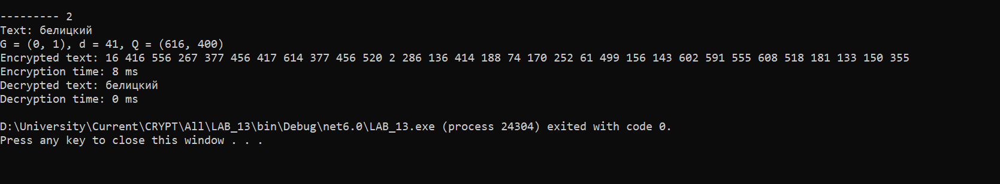 --------- 2
Text: белицкий
G = (0, 1), d = 41, Q = (616, 400)
Encrypted text: 16 416 556 267 377 456 417 614 377 456 520 2 286 136 414 188 74 170 252 61 499 156 143 602 591 555 608 518 181 133 150 355
Encryption time: 8 ms
Decrypted text: белицкий
Decryption time: 0 ms
D:\University\Current\CRYPT\All\LAB_13\bin\Debug\net6.0\LAB_13.exe (process 24304) exited with code 0.
Press any key to close this window . . .